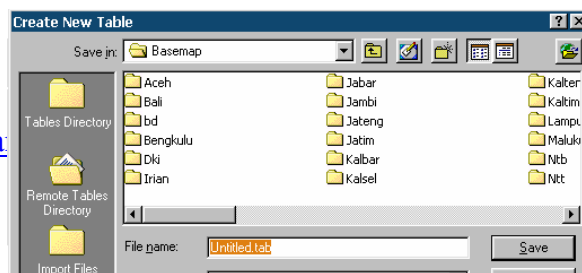 Create New Table
Save in: Basemap
Tables Directory
Remote Tables
Directory
Import Files
Aceh
Bali
bd
Bengkulu
Dki
Irian
Jabar
Jambi
Jateng
Jatim
Kalbar
Kalsel
Kalter
Kaltim
Lampu
Maluku
Ntb
Ntt
File name: Untitled.tab Save